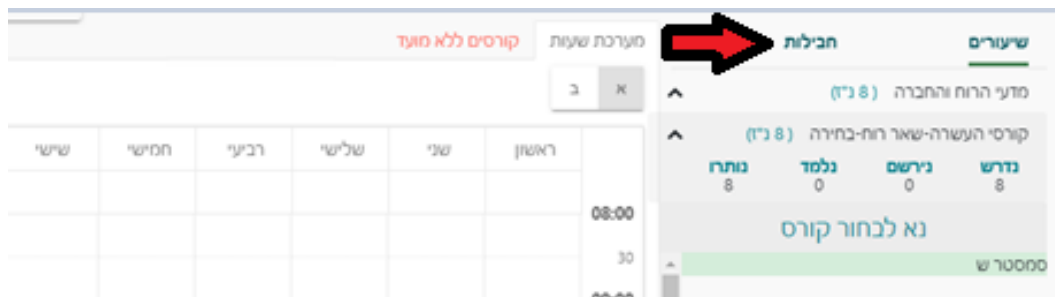 שיעורים
חבילות
מדעי הרוח והחברה (8 נ"ז)
קורסי העשרה-שאר רוח-בחירה (8 נ"ז)
נדרש נירשם נלמד נותרו
8 0 0 8
נא לבחור קורס
סמסטר ש
מערכת שעות
קורסים ללא מועד
א ב
ראשון שני שלישי רביעי חמישי שישי
08:00
30